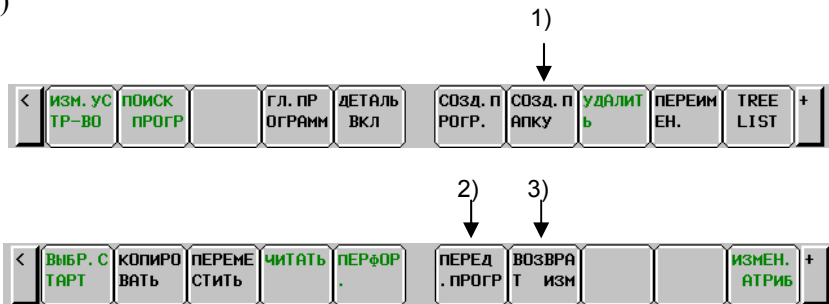 )
1)
< ИЗМ. УС ПОИСК ГЛ. ПР ДЕТАЛЬ СОЗД. П СОЗД. П УДАЛИТ ПЕРЕИМ TREE +
ТР-ВО ПРОГР ОГРАММ ВКЛ РОГР. АПКУ Ь ЕН. LIST
2) 3)
< ВЫБР. С КОПИРО ПЕРЕМЕ ЧИТАТЬ ПЕРФОР ПЕРЕД ВОЗВРА ИЗМЕН. +
ТАРТ ВАТЬ СТИТЬ . . ПРОГР Т ИЗМ АТРИБ